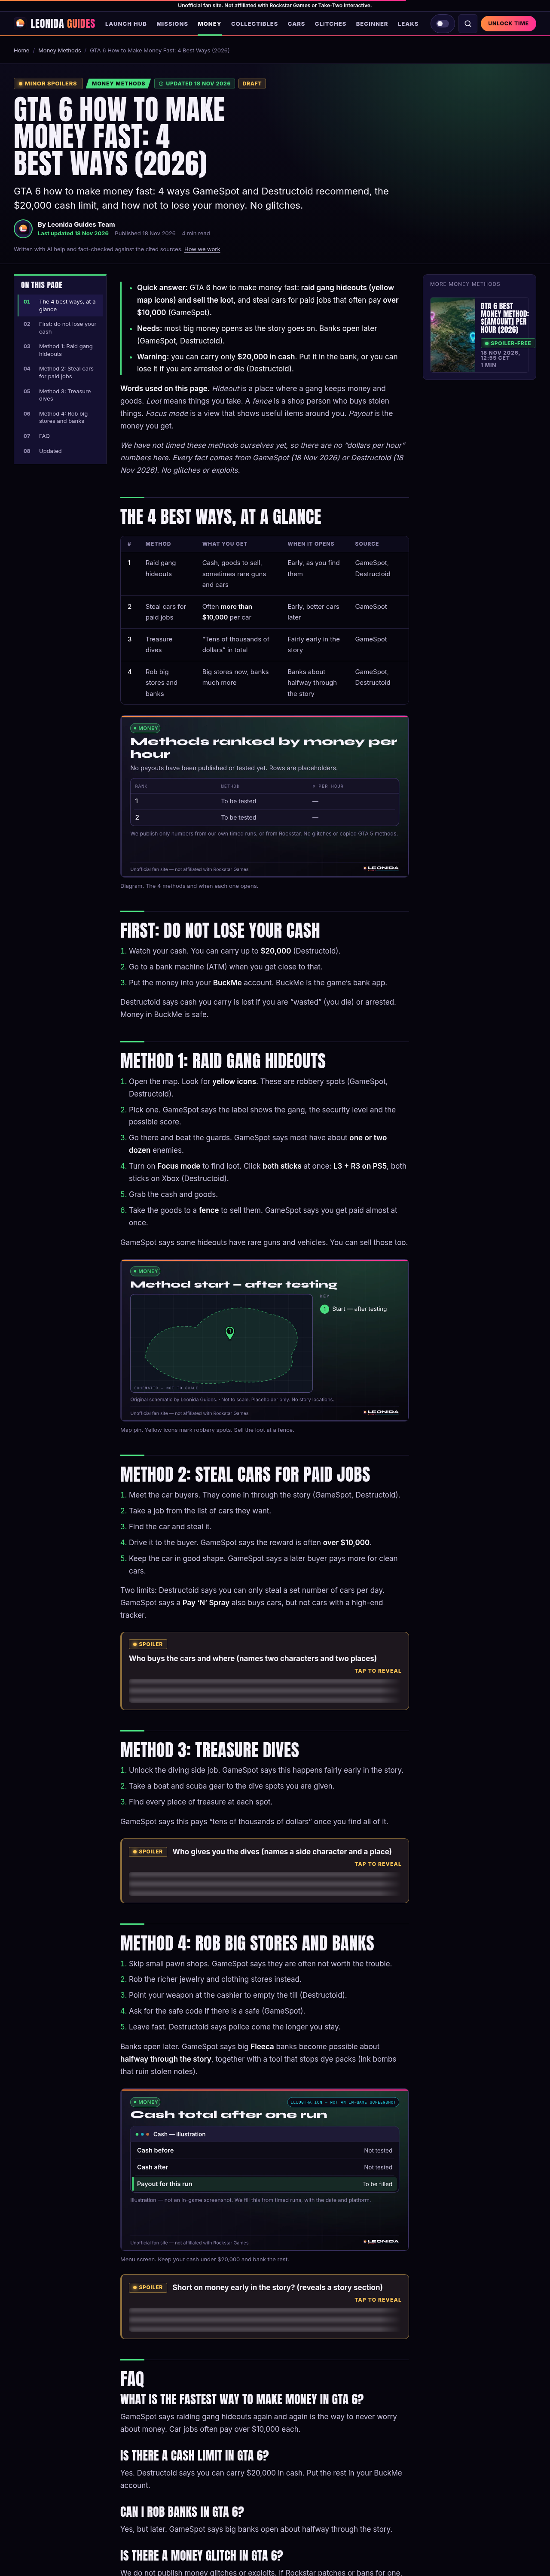 Unofficial fan site. Not affiliated with Rockstar Games or Take-Two Interactive.
LEONIDA GUIDES
LAUNCH HUB MISSIONS MONEY COLLECTIBLES CARS GLITCHES BEGINNER LEAKS
UNLOCK TIME
Home / Money Methods / GTA 6 How to Make Money Fast: 4 Best Ways (2026)
MINOR SPOILERS MONEY METHODS UPDATED 18 NOV 2026 DRAFT
GTA 6 HOW TO MAKE
MONEY FAST: 4
BEST WAYS (2026)
GTA 6 how to make money fast: 4 ways GameSpot and Destructoid recommend, the
$20,000 cash limit, and how not to lose your money. No glitches.
By Leonida Guides Team
Last updated 18 Nov 2026 Published 18 Nov 2026 4 min read
Written with AI help and fact-checked against the cited sources. How we work
ON THIS PAGE
01 The 4 best ways, at a
glance
02 First: do not lose your
cash
03 Method 1: Raid gang
hideouts
04 Method 2: Steal cars
for paid jobs
05 Method 3: Treasure
dives
06 Method 4: Rob big
stores and banks
07 FAQ
08 Updated
Quick answer: GTA 6 how to make money fast: raid gang hideouts (yellow
map icons) and sell the loot, and steal cars for paid jobs that often pay over
$10,000 (GameSpot).
Needs: most big money opens as the story goes on. Banks open later
(GameSpot, Destructoid).
Warning: you can carry only $20,000 in cash. Put it in the bank, or you can
lose it if you are arrested or die (Destructoid).
Words used on this page. Hideout is a place where a gang keeps money and
goods. Loot means things you take. A fence is a shop person who buys stolen
things. Focus mode is a view that shows useful items around you. Payout is the
money you get.
We have not timed these methods ourselves yet, so there are no "dollars per hour"
numbers here. Every fact comes from GameSpot (18 Nov 2026) or Destructoid (18
Nov 2026). No glitches or exploits.
MORE MONEY METHODS
GTA 6 BEST
MONEY METHOD:
$[AMOUNT] PER
HOUR (2026)
SPOILER-FREE
18 NOV 2026,
12:55 CET
1 MIN
THE 4 BEST WAYS, AT A GLANCE
# METHOD WHAT YOU GET WHEN IT OPENS SOURCE
1 Raid gang
hideouts Cash, goods to sell,
sometimes rare guns
and cars Early, as you find
them GameSpot,
Destructoid
2 Steal cars for
paid jobs Often more than
$10,000 per car Early, better cars
later GameSpot
3 Treasure
dives "Tens of thousands of
dollars" in total Fairly early in the
story GameSpot
4 Rob big
stores and
banks Big stores now, banks
much more Banks about
halfway through
the story GameSpot,
Destructoid
MONEY
Methods ranked by money per
hour
No payouts have been published or tested yet. Rows are placeholders.
RANK METHOD $ PER HOUR
1 To be tested —
2 To be tested —
We publish only numbers from our own timed runs, or from Rockstar. No glitches or copied GTA 5 methods.
Unofficial fan site — not affiliated with Rockstar Games
LEONIDA
Diagram. The 4 methods and when each one opens.
FIRST: DO NOT LOSE YOUR CASH
1. Watch your cash. You can carry up to $20,000 (Destructoid).
2. Go to a bank machine (ATM) when you get close to that.
3. Put the money into your BuckMe account. BuckMe is the game's bank app.
Destructoid says cash you carry is lost if you are "wasted" (you die) or arrested.
Money in BuckMe is safe.
METHOD 1: RAID GANG HIDEOUTS
1. Open the map. Look for yellow icons. These are robbery spots (GameSpot,
Destructoid).
2. Pick one. GameSpot says the label shows the gang, the security level and the
possible score.
3. Go there and beat the guards. GameSpot says most have about one or two
dozen enemies.
4. Turn on Focus mode to find loot. Click both sticks at once: L3 + R3 on PS5, both
sticks on Xbox (Destructoid).
5. Grab the cash and goods.
6. Take the goods to a fence to sell them. GameSpot says you get paid almost at
once.
GameSpot says some hideouts have rare guns and vehicles. You can sell those too.
MONEY
Method start — after testing
KEY
1 Start — after testing
SCHEMATIC — NOT TO SCALE
Original schematic by Leonida Guides. · Not to scale. Placeholder only. No story locations.
Unofficial fan site — not affiliated with Rockstar Games
LEONIDA
Map pin. Yellow icons mark robbery spots. Sell the loot at a fence.
METHOD 2: STEAL CARS FOR PAID JOBS
1. Meet the car buyers. They come in through the story (GameSpot, Destructoid).
2. Take a job from the list of cars they want.
3. Find the car and steal it.
4. Drive it to the buyer. GameSpot says the reward is often over $10,000.
5. Keep the car in good shape. GameSpot says a later buyer pays more for clean
cars.
Two limits: Destructoid says you can only steal a set number of cars per day.
GameSpot says a Pay 'N' Spray also buys cars, but not cars with a high-end
tracker.
SPOILER
Who buys the cars and where (names two characters and two places)
TAP TO REVEAL
METHOD 3: TREASURE DIVES
1. Unlock the diving side job. GameSpot says this happens fairly early in the story.
2. Take a boat and scuba gear to the dive spots you are given.
3. Find every piece of treasure at each spot.
GameSpot says this pays "tens of thousands of dollars" once you find all of it.
SPOILER Who gives you the dives (names a side character and a place)
TAP TO REVEAL
METHOD 4: ROB BIG STORES AND BANKS
1. Skip small pawn shops. GameSpot says they are often not worth the trouble.
2. Rob the richer jewelry and clothing stores instead.
3. Point your weapon at the cashier to empty the till (Destructoid).
4. Ask for the safe code if there is a safe (GameSpot).
5. Leave fast. Destructoid says police come the longer you stay.
Banks open later. GameSpot says big Fleeca banks become possible about
halfway through the story, together with a tool that stops dye packs (ink bombs
that ruin stolen notes).
MONEY
ILLUSTRATION — NOT AN IN-GAME SCREENSHOT
Cash total after one run
Cash — illustration
Cash before Not tested
Cash after Not tested
Payout for this run To be filled
Illustration — not an in-game screenshot. We fill this from timed runs, with the date and platform.
Unofficial fan site — not affiliated with Rockstar Games
LEONIDA
Menu screen. Keep your cash under $20,000 and bank the rest.
SPOILER Short on money early in the story? (reveals a story section)
TAP TO REVEAL
FAQ
WHAT IS THE FASTEST WAY TO MAKE MONEY IN GTA 6?
GameSpot says raiding gang hideouts again and again is the way to never worry
about money. Car jobs often pay over $10,000 each.
IS THERE A CASH LIMIT IN GTA 6?
Yes. Destructoid says you can carry $20,000 in cash. Put the rest in your BuckMe
account.
CAN I ROB BANKS IN GTA 6?
Yes, but later. GameSpot says big banks open about halfway through the story.
IS THERE A MONEY GLITCH IN GTA 6?
We do not publish money glitches or exploits. If Rockstar patches or bans for one,